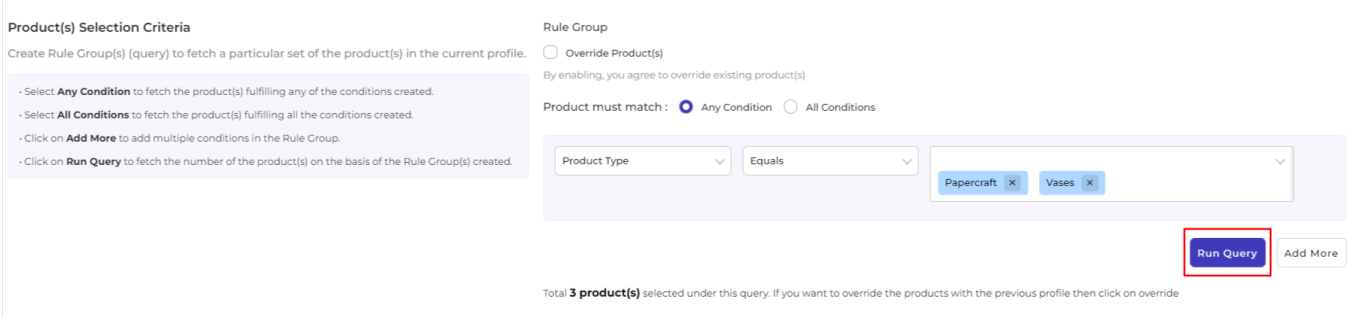 Product(s) Selection Criteria
Create Rule Group(s) (query) to fetch a particular set of the product(s) in the current profile.
• Select Any Condition to fetch the product(s) fulfilling any of the conditions created.
• Select All Conditions to fetch the product(s) fulfilling all the conditions created.
• Click on Add More to add multiple conditions in the Rule Group.
• Click on Run Query to fetch the number of the product(s) on the basis of the Rule Group(s) created.
Rule Group
Override Product(s)
By enabling, you agree to override existing product(s)
Product must match : Any Condition All Conditions
Product Type Equals
Papercraft × Vases ×
Run Query Add More
Total 3 product(s) selected under this query. If you want to override the products with the previous profile then click on override